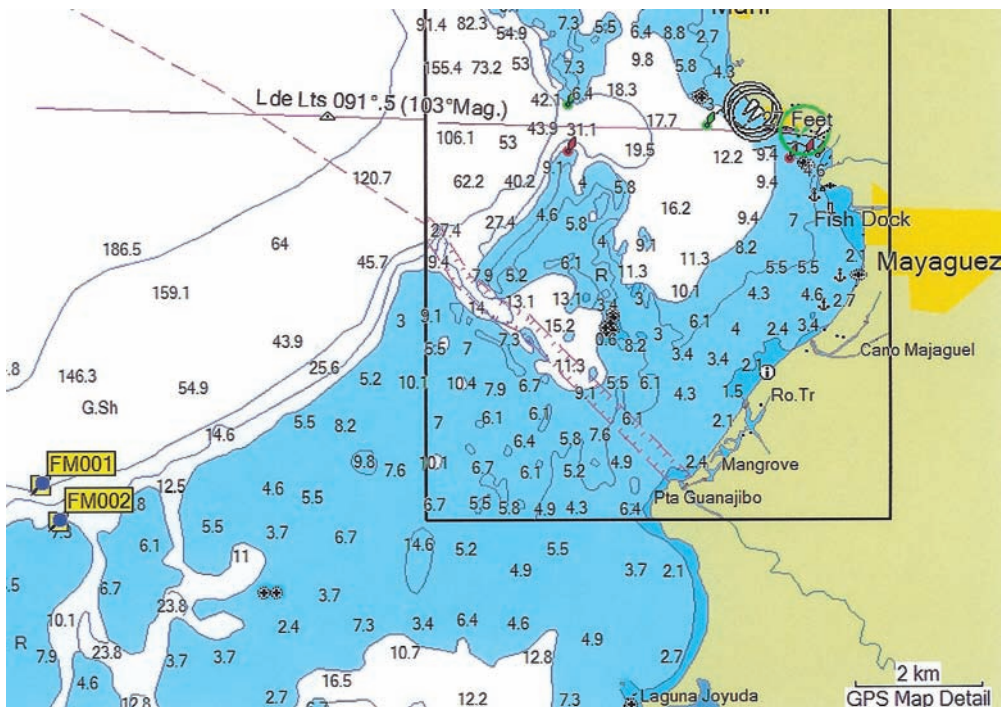 Mani
91.4 82.3 54.9 7.3 5.5 6.4 8.8 2.7
155.4 73.2 53 7.3 9.8 5.8 4.3
42.1 6.4 18.3 3
Lde Lts 091°.5 (103°Mag.)
Feet
106.1 53 43.9 31.1 17.7
19.5 12.2 9.4
120.7 62.2 40.2 9.1 4 5.8 9.4 4.6
16.2
27.4 27.4 4.6 5.8 9.4 7 Fish Dock
186.5 64 4 9.1 8.2 2.1
45.7 9.4 7.9 5.2 6.1 R 11.3 11.3 5.5 5.5 Mayaguez
159.1 14 13.1 13.1 3.4 3 10.1 4.3 4.6 2.7
3 9.1 15.2 6.1 4 2.4 3.4
43.9 5.5 7 7.3 0.6 8.2 3 3.4 3.4 Cano Majaguel
.8 146.3 25.6 11.3 2.1
54.9 5.2 10.1 10.4 7.9 6.7 9.1 5.5 6.1 4.3 1.5 Ro.Tr
G.Sh
5.5 8.2 7 6.1 6.1 6.1 2.1
14.6 6.4 5.8 7.6
FM001 9.8 7.6 10.1 6.7 6.1 5.2 4.9 2.4 Mangrove
12.5 4.6 5.5
FM002 .8 6.7 5.5 5.8 4.9 4.3 6.4 Pta Guanajibo
7.3 5.5 3.7 6.7
6.1 11 14.6 5.2 5.5
.5 6.7 3.7 4.9 3.7 2.1
10.1 23.8 2.4 7.3 3.4 6.4 4.6 4.9
R
7.9 23.8 3.7 3.7 10.7 12.8 2.7
4.6 16.5 2 km
12.8 2.7 12.2 7.3 Laguna Joyuda GPS Map Detail